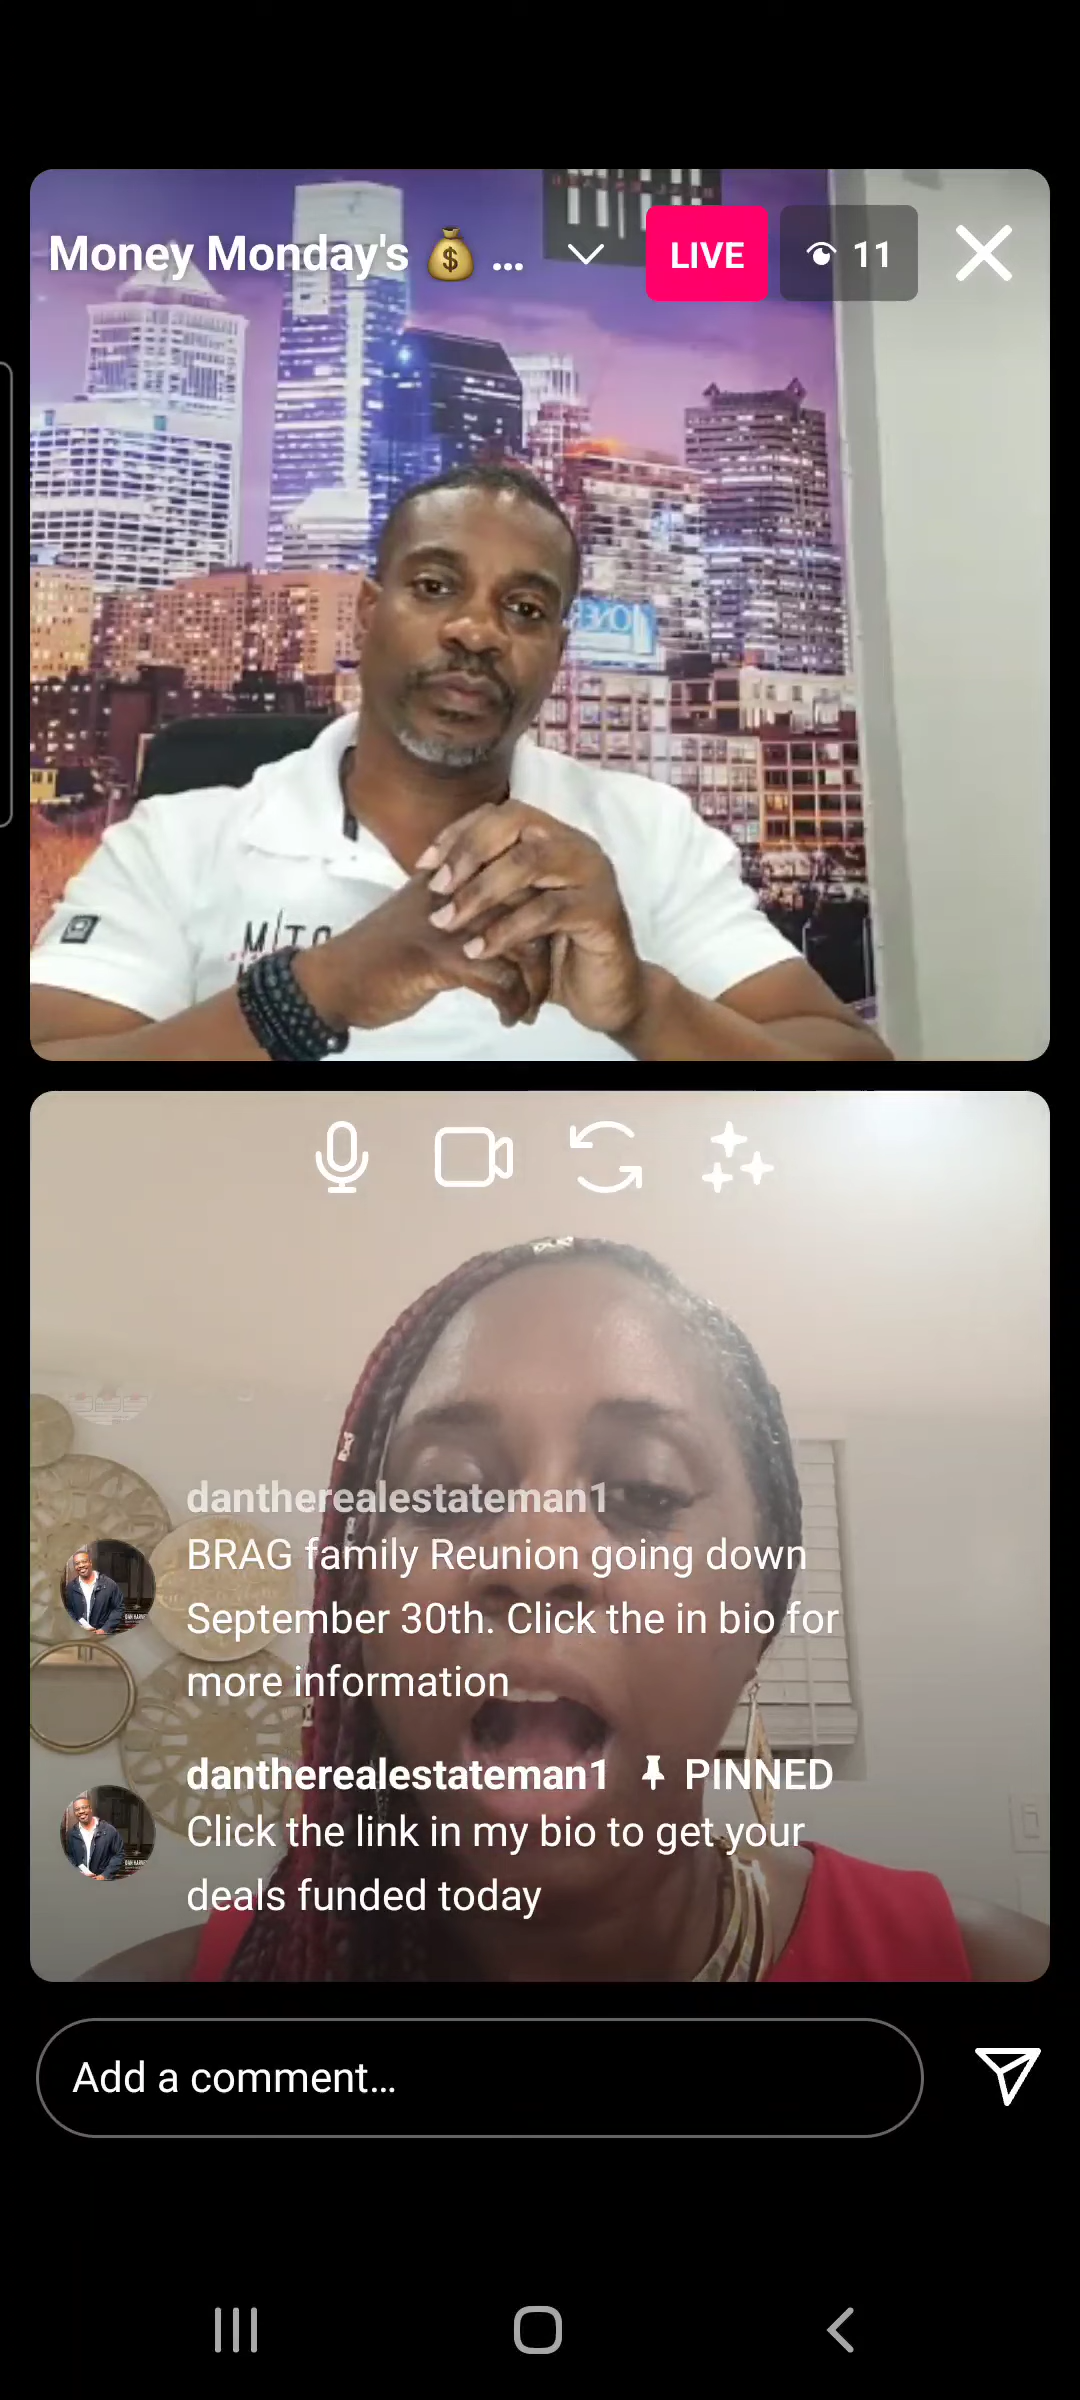 Money Monday's 💰 ...
LIVE
11
dantherealestateman1
BRAG family Reunion going down
September 30th. Click the in bio for
more information
dantherealestateman1 PINNED
Click the link in my bio to get your
deals funded today
Add a comment...